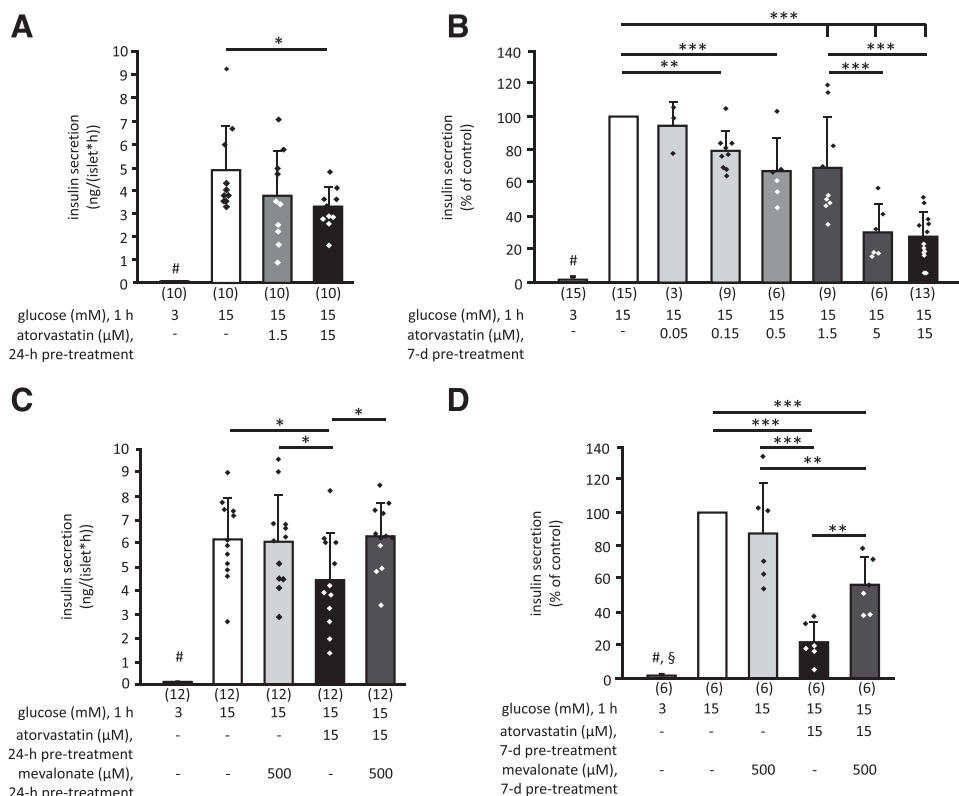 A
*
10
9
8
7
6
5
4
3
2
1
0
insulin secretion
(ng/(islet*h))
#
(10) (10) (10) (10)
glucose (mM), 1 h 3 15 15 15
atorvastatin (µM), - - 1.5 15
24-h pre-treatment
B
***
*** ***
** ***
140
120
100
80
60
40
20
0
insulin secretion
(% of control)
#
(15) (15) (3) (9) (6) (9) (6) (13)
glucose (mM), 1 h 3 15 15 15 15 15 15 15
atorvastatin (µM), - - 0.05 0.15 0.5 1.5 5 15
7-d pre-treatment
C
*
*
*
10
9
8
7
6
5
4
3
2
1
0
insulin secretion
(ng/(islet*h))
#
(12) (12) (12) (12) (12)
glucose (mM), 1 h 3 15 15 15 15
atorvastatin (µM), - - - 15 15
24-h pre-treatment
mevalonate (µM), - - 500 - 500
24-h pre-treatment
D
***
***
***
**
**
140
120
100
80
60
40
20
0
insulin secretion
(% of control)
#, §
(6) (6) (6) (6) (6)
glucose (mM), 1 h 3 15 15 15 15
atorvastatin (µM), - - - 15 15
7-d pre-treatment
mevalonate (µM), - - 500 - 500
7-d pre-treatment